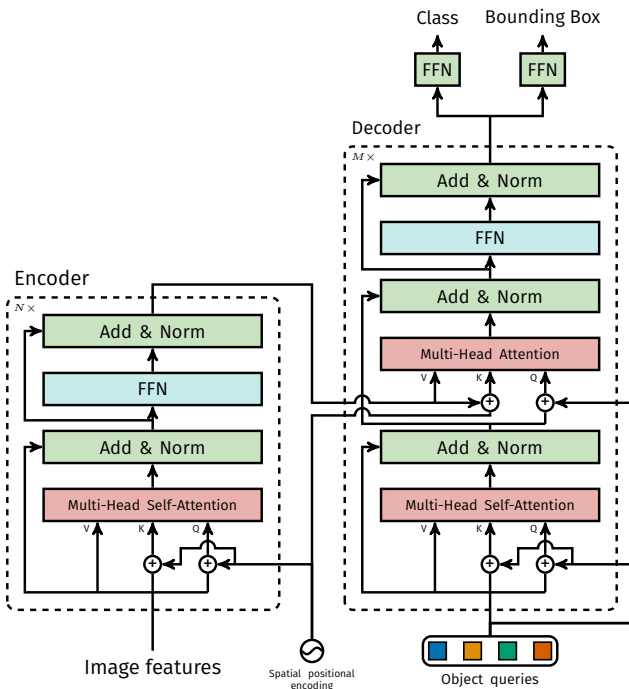 Class
Bounding Box
FFN
FFN
Decoder
M×
Add & Norm
FFN
Add & Norm
Multi-Head Attention
V
K
Q
Add & Norm
Multi-Head Self-Attention
V
K
Q
Encoder
N×
Add & Norm
FFN
Add & Norm
Multi-Head Self-Attention
V
K
Q
Image features
Spatial positional
encoding
Object queries